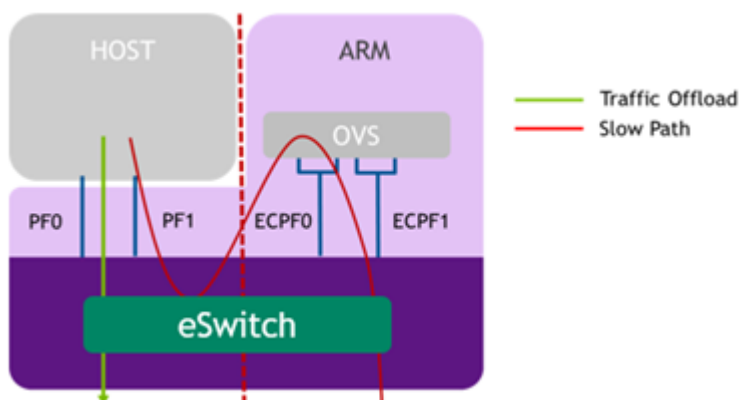 HOST
ARM
Traffic Offload
Slow Path
OVS
PF0
PF1
ECPF0
ECPF1
eSwitch